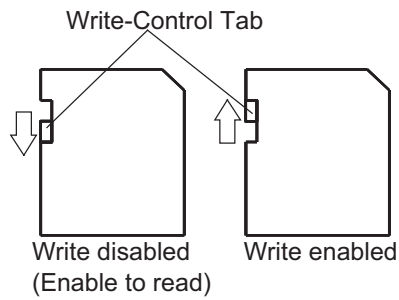 Write-Control Tab
Write disabled
(Enable to read)
Write enabled